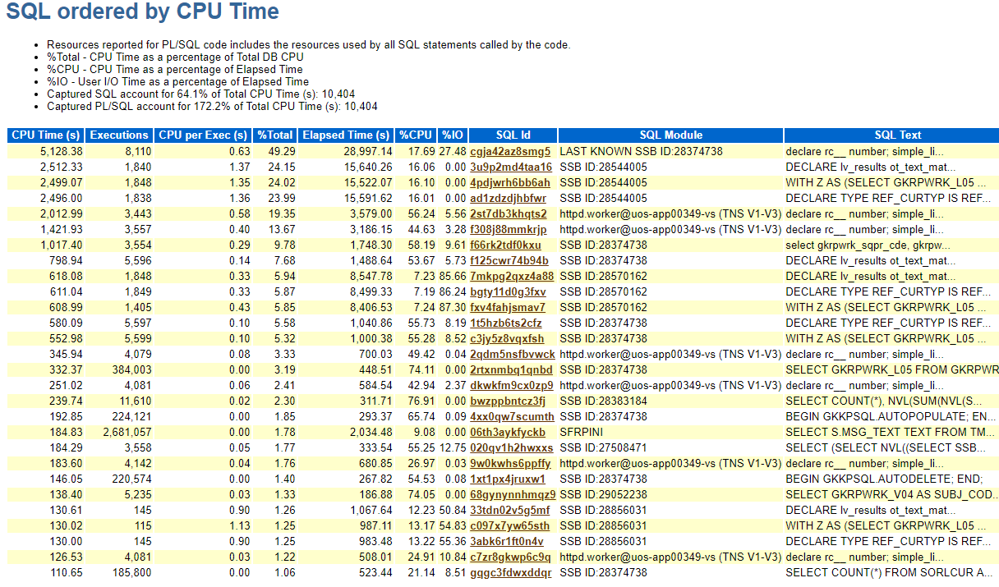 SQL ordered by CPU Time
Resources reported for PL/SQL code includes the resources used by all SQL statements called by the code.
%Total - CPU Time as a percentage of Total DB CPU
%CPU - CPU Time as a percentage of Elapsed Time
%IO - User I/O Time as a percentage of Elapsed Time
Captured SQL account for 64.1% of Total CPU Time (s): 10,404
Captured PL/SQL account for 172.2% of Total CPU Time (s): 10,404
CPU Time (s) Executions CPU per Exec (s) %Total Elapsed Time (s) %CPU %IO SQL Id SQL Module SQL Text
5,128.38 8,110 0.63 49.29 28,997.14 17.69 27.48 cgja42az8smg5 LAST KNOWN SSB ID:28374738 declare rc__ number; simple_li...
2,512.33 1,840 1.37 24.15 15,640.26 16.06 0.00 3u9p2md4taa16 SSB ID:28544005 DECLARE lv_results ot_text_mat...
2,499.07 1,848 1.35 24.02 15,522.07 16.10 0.00 4pdjwrh6bb6ah SSB ID:28544005 WITH Z AS (SELECT GKRPWRK_L05 ...
2,496.00 1,838 1.36 23.99 15,591.62 16.01 0.00 ad1zdzdjhbfwr SSB ID:28544005 DECLARE TYPE REF_CURTYP IS REF...
2,012.99 3,443 0.58 19.35 3,579.00 56.24 5.56 2st7db3khqts2 httpd.worker@uos-app00349-vs (TNS V1-V3) declare rc__ number; simple_li...
1,421.93 3,557 0.40 13.67 3,186.15 44.63 3.28 f308j88mmkrjp httpd.worker@uos-app00349-vs (TNS V1-V3) declare rc__ number; simple_li...
1,017.40 3,554 0.29 9.78 1,748.30 58.19 9.61 f66rk2tdf0kxu SSB ID:28374738 select gkrpwrk_sqpr_cde, gkrpw...
798.94 5,596 0.14 7.68 1,488.64 53.67 5.73 f125cwr74b94b SSB ID:28374738 DECLARE lv_results ot_text_mat...
618.08 1,848 0.33 5.94 8,547.78 7.23 85.66 7mkpg2qxz4a88 SSB ID:28570162 DECLARE lv_results ot_text_mat...
611.04 1,849 0.33 5.87 8,499.33 7.19 86.24 bgty11d0g3fxv SSB ID:28570162 DECLARE TYPE REF_CURTYP IS REF...
608.99 1,405 0.43 5.85 8,406.53 7.24 87.30 fxv4fahjsmav7 SSB ID:28570162 WITH Z AS (SELECT GKRPWRK_L05 ...
580.09 5,597 0.10 5.58 1,040.86 55.73 8.19 1t5hzb6ts2cfz SSB ID:28374738 DECLARE TYPE REF_CURTYP IS REF...
552.98 5,599 0.10 5.32 1,000.38 55.28 8.52 c3jy5z8vqxfsh SSB ID:28374738 WITH Z AS (SELECT GKRPWRK_L05 ...
345.94 4,079 0.08 3.33 700.03 49.42 0.04 2qdm5nsfbvwck httpd.worker@uos-app00349-vs (TNS V1-V3) declare rc__ number; simple_li...
332.37 384,003 0.00 3.19 448.51 74.11 0.00 2rtxnmbq1qnbd SSB ID:28374738 SELECT GKRPWRK_L05 FROM GKRPWR
251.02 4,081 0.06 2.41 584.54 42.94 2.37 dkwkfm9cx0zp9 httpd.worker@uos-app00349-vs (TNS V1-V3) declare rc__ number; simple_li...
239.74 11,610 0.02 2.30 311.71 76.91 0.00 bwzppbntcz3fj SSB ID:28383184 SELECT COUNT(*), NVL(SUM(NVL(S...
192.85 224,121 0.00 1.85 293.37 65.74 0.09 4xx0qw7scumth SSB ID:28374738 BEGIN GKKPSQL.AUTOPOPULATE; EN...
184.83 2,681,057 0.00 1.78 2,034.48 9.08 0.00 06th3aykfyckb SFRPINI SELECT S.MSG_TEXT TEXT FROM TM...
184.29 3,558 0.05 1.77 333.54 55.25 12.75 020qv1h2hwxxs SSB ID:27508471 SELECT (SELECT NVL((SELECT SSB...
183.60 4,142 0.04 1.76 680.85 26.97 0.03 9w0kwhs6ppffy httpd.worker@uos-app00349-vs (TNS V1-V3) declare rc__ number; simple_li...
146.05 220,574 0.00 1.40 267.82 54.53 0.08 1xt1px4jruxw1 SSB ID:28374738 BEGIN GKKPSQL.AUTODELETE; END;
138.40 5,235 0.03 1.33 186.88 74.05 0.00 68gynynnhmqz9 SSB ID:29052238 SELECT GKRPWRK_V04 AS SUBJ_COD...
130.61 145 0.90 1.26 1,067.64 12.23 50.84 33tdn02v5g5mf SSB ID:28856031 DECLARE lv_results ot_text_mat...
130.02 115 1.13 1.25 987.11 13.17 54.83 c097x7yw65sth SSB ID:28856031 WITH Z AS (SELECT GKRPWRK_L05 ...
130.00 145 0.90 1.25 983.48 13.22 55.36 3abk6r1ft0n4v SSB ID:28856031 DECLARE TYPE REF_CURTYP IS REF...
126.53 4,081 0.03 1.22 508.01 24.91 10.84 c7zr8gkwp6c9q httpd.worker@uos-app00349-vs (TNS V1-V3) declare rc__ number; simple_li...
110.65 185,800 0.00 1.06 523.44 21.14 8.51 gqgc3fdwxddqr SSB ID:28374738 SELECT COUNT(*) FROM SORLCUR A...